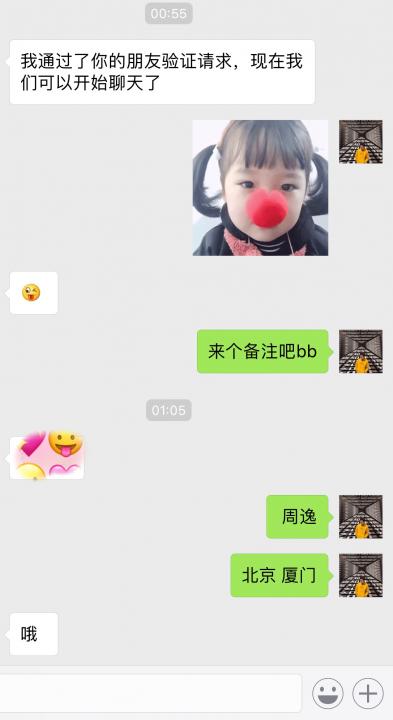 00:55
我通过了你的朋友验证请求，现在我
们可以开始聊天了
来个备注吧bb
01:05
周逸
北京 厦门
哦